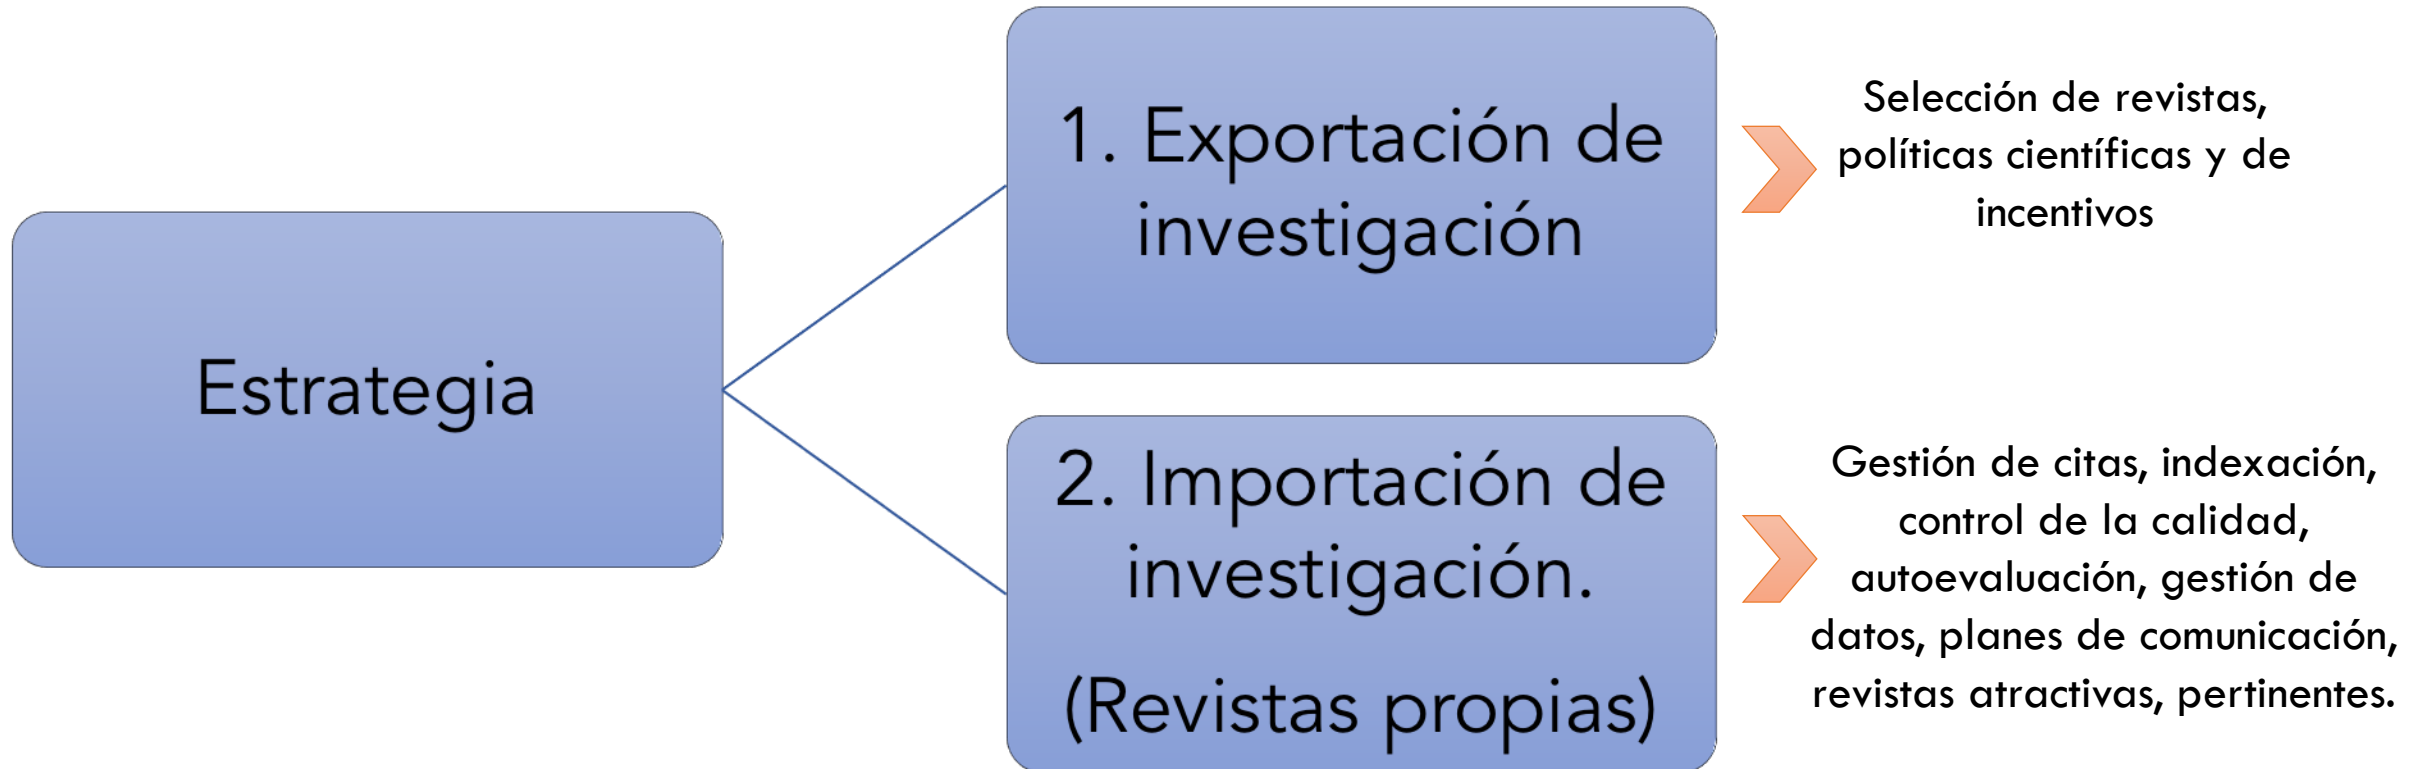 Estrategia
1. Exportación de
investigación
Selección de revistas,
políticas científicas y de
incentivos
2. Importación de
investigación.
(Revistas propias)
Gestión de citas, indexación,
control de la calidad,
autoevaluación, gestión de
datos, planes de comunicación,
revistas atractivas, pertinentes.